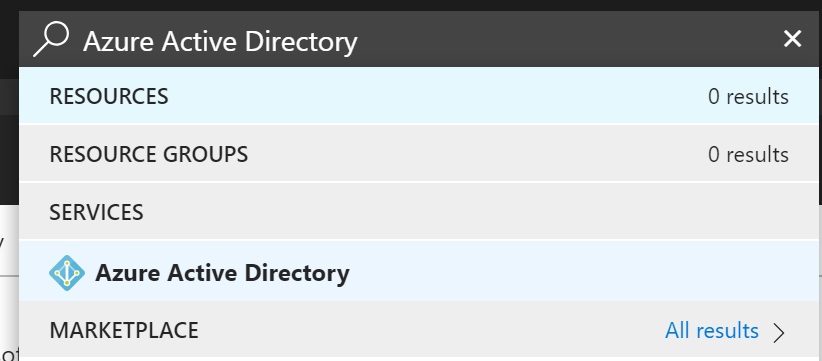 Azure Active Directory
RESOURCES 0 results
RESOURCE GROUPS 0 results
SERVICES
Azure Active Directory
MARKETPLACE All results